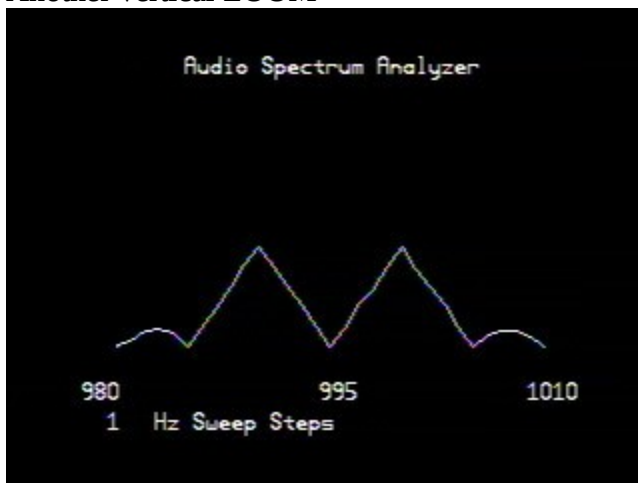 Another Vertical ZOOM
Audio Spectrum Analyzer
980 995 1010
1 Hz Sweep Steps